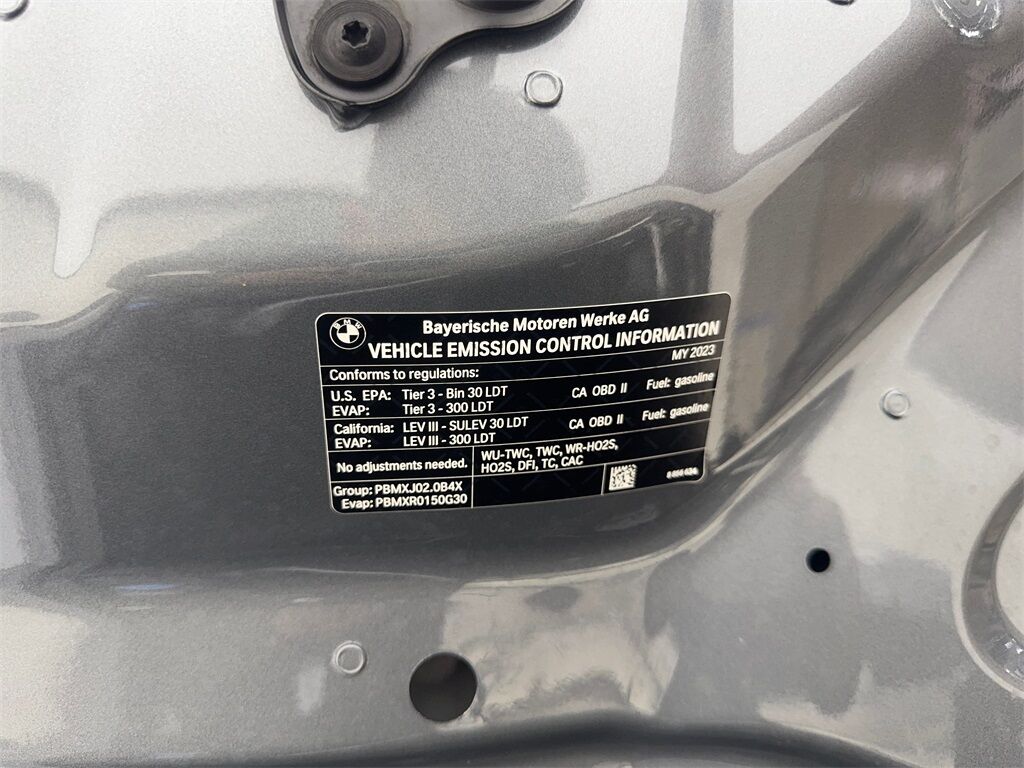 BMW
Bayerische Motoren Werke AG
VEHICLE EMISSION CONTROL INFORMATION
MY 2023
Conforms to regulations:
U.S. EPA: Tier 3 - Bin 30 LDT CA OBD II Fuel: gasoline
EVAP: Tier 3 - 300 LDT
California: LEV III - SULEV 30 LDT CA OBD II Fuel: gasoline
EVAP: LEV III - 300 LDT
No adjustments needed.
WU-TWC, TWC, WR-HO2S,
HO2S, DFI, TC, CAC
Group: PBMXJ02.0B4X
Evap: PBMXR0150G30